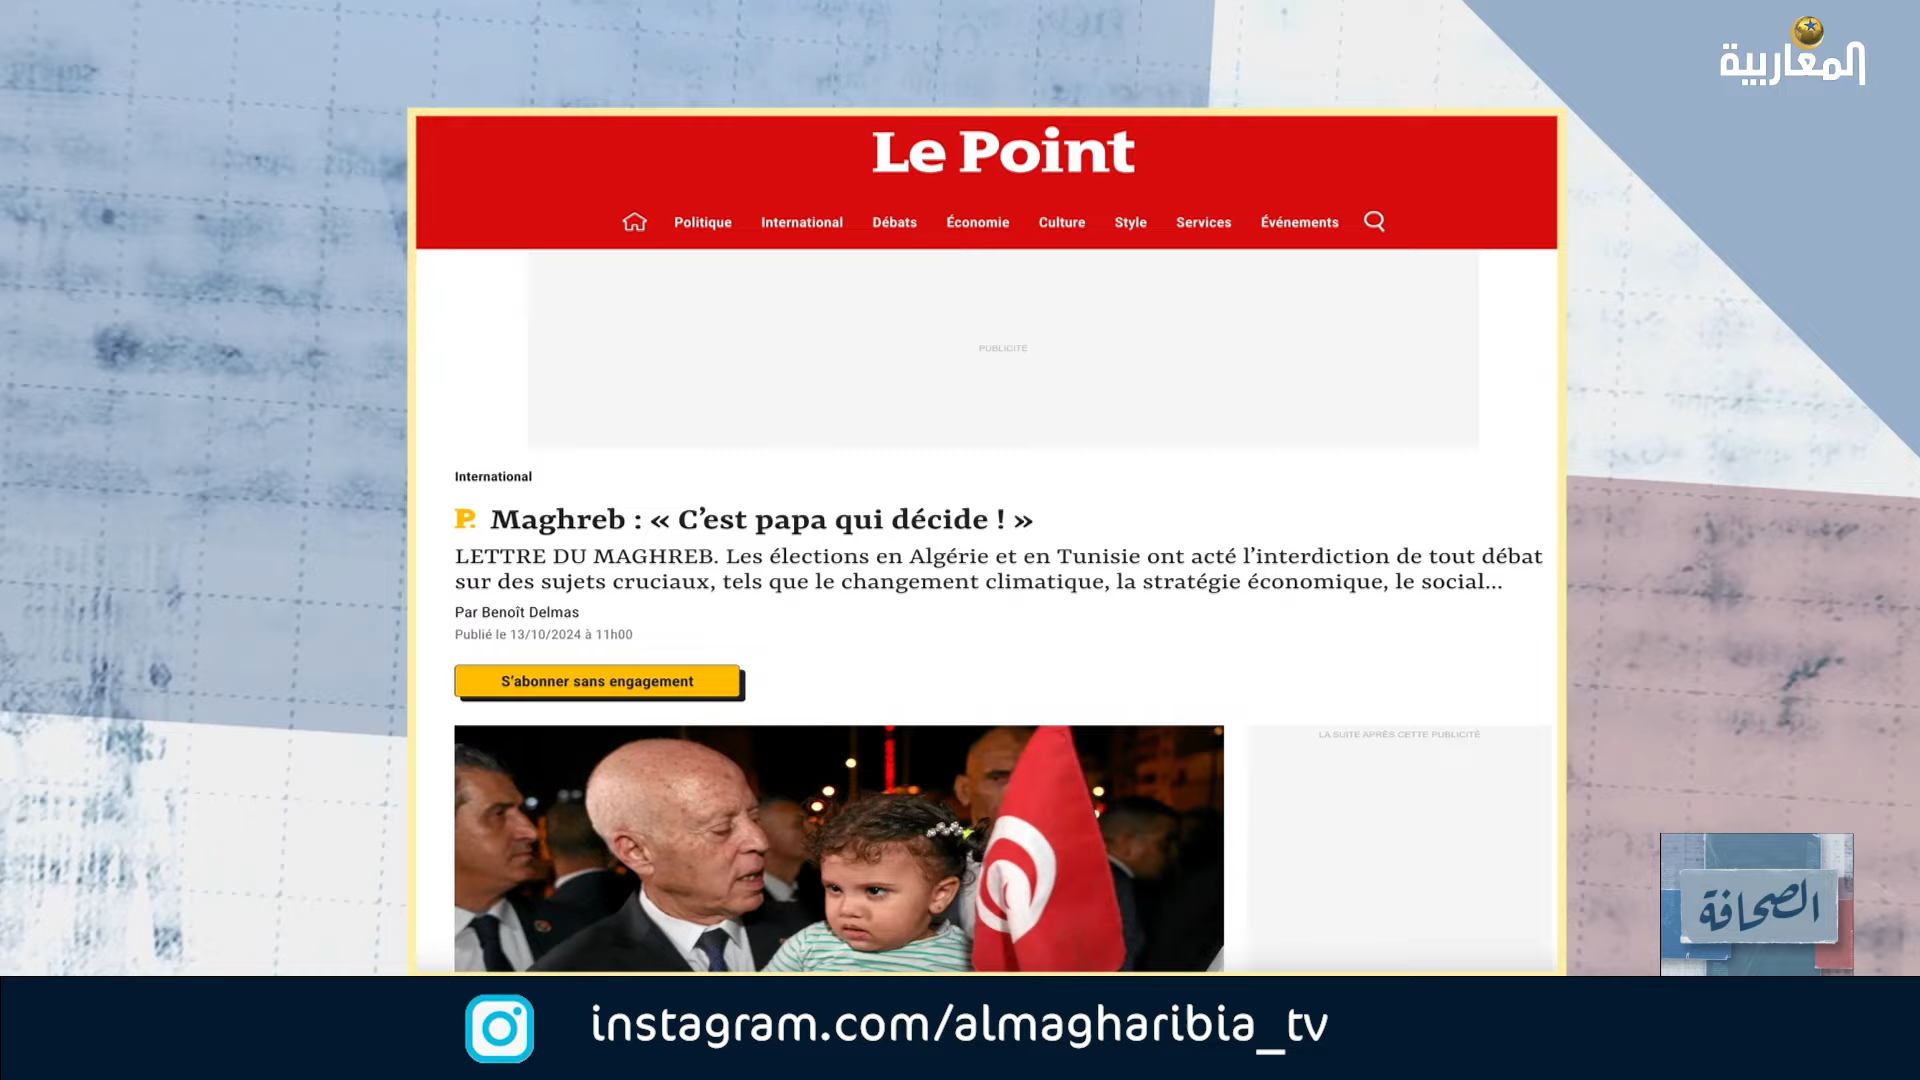 المغاربية
Le Point
Politique International Débats Économie Culture Style Services Événements
PUBLICITÉ
International
P. Maghreb : « C’est papa qui décide ! »
LETTRE DU MAGHREB. Les élections en Algérie et en Tunisie ont acté l’interdiction de tout débat
sur des sujets cruciaux, tels que le changement climatique, la stratégie économique, le social...
Par Benoît Delmas
Publié le 13/10/2024 à 11h00
S’abonner sans engagement
LA SUITE APRÈS CETTE PUBLICITÉ
الصحافة
instagram.com/almagharibia_tv